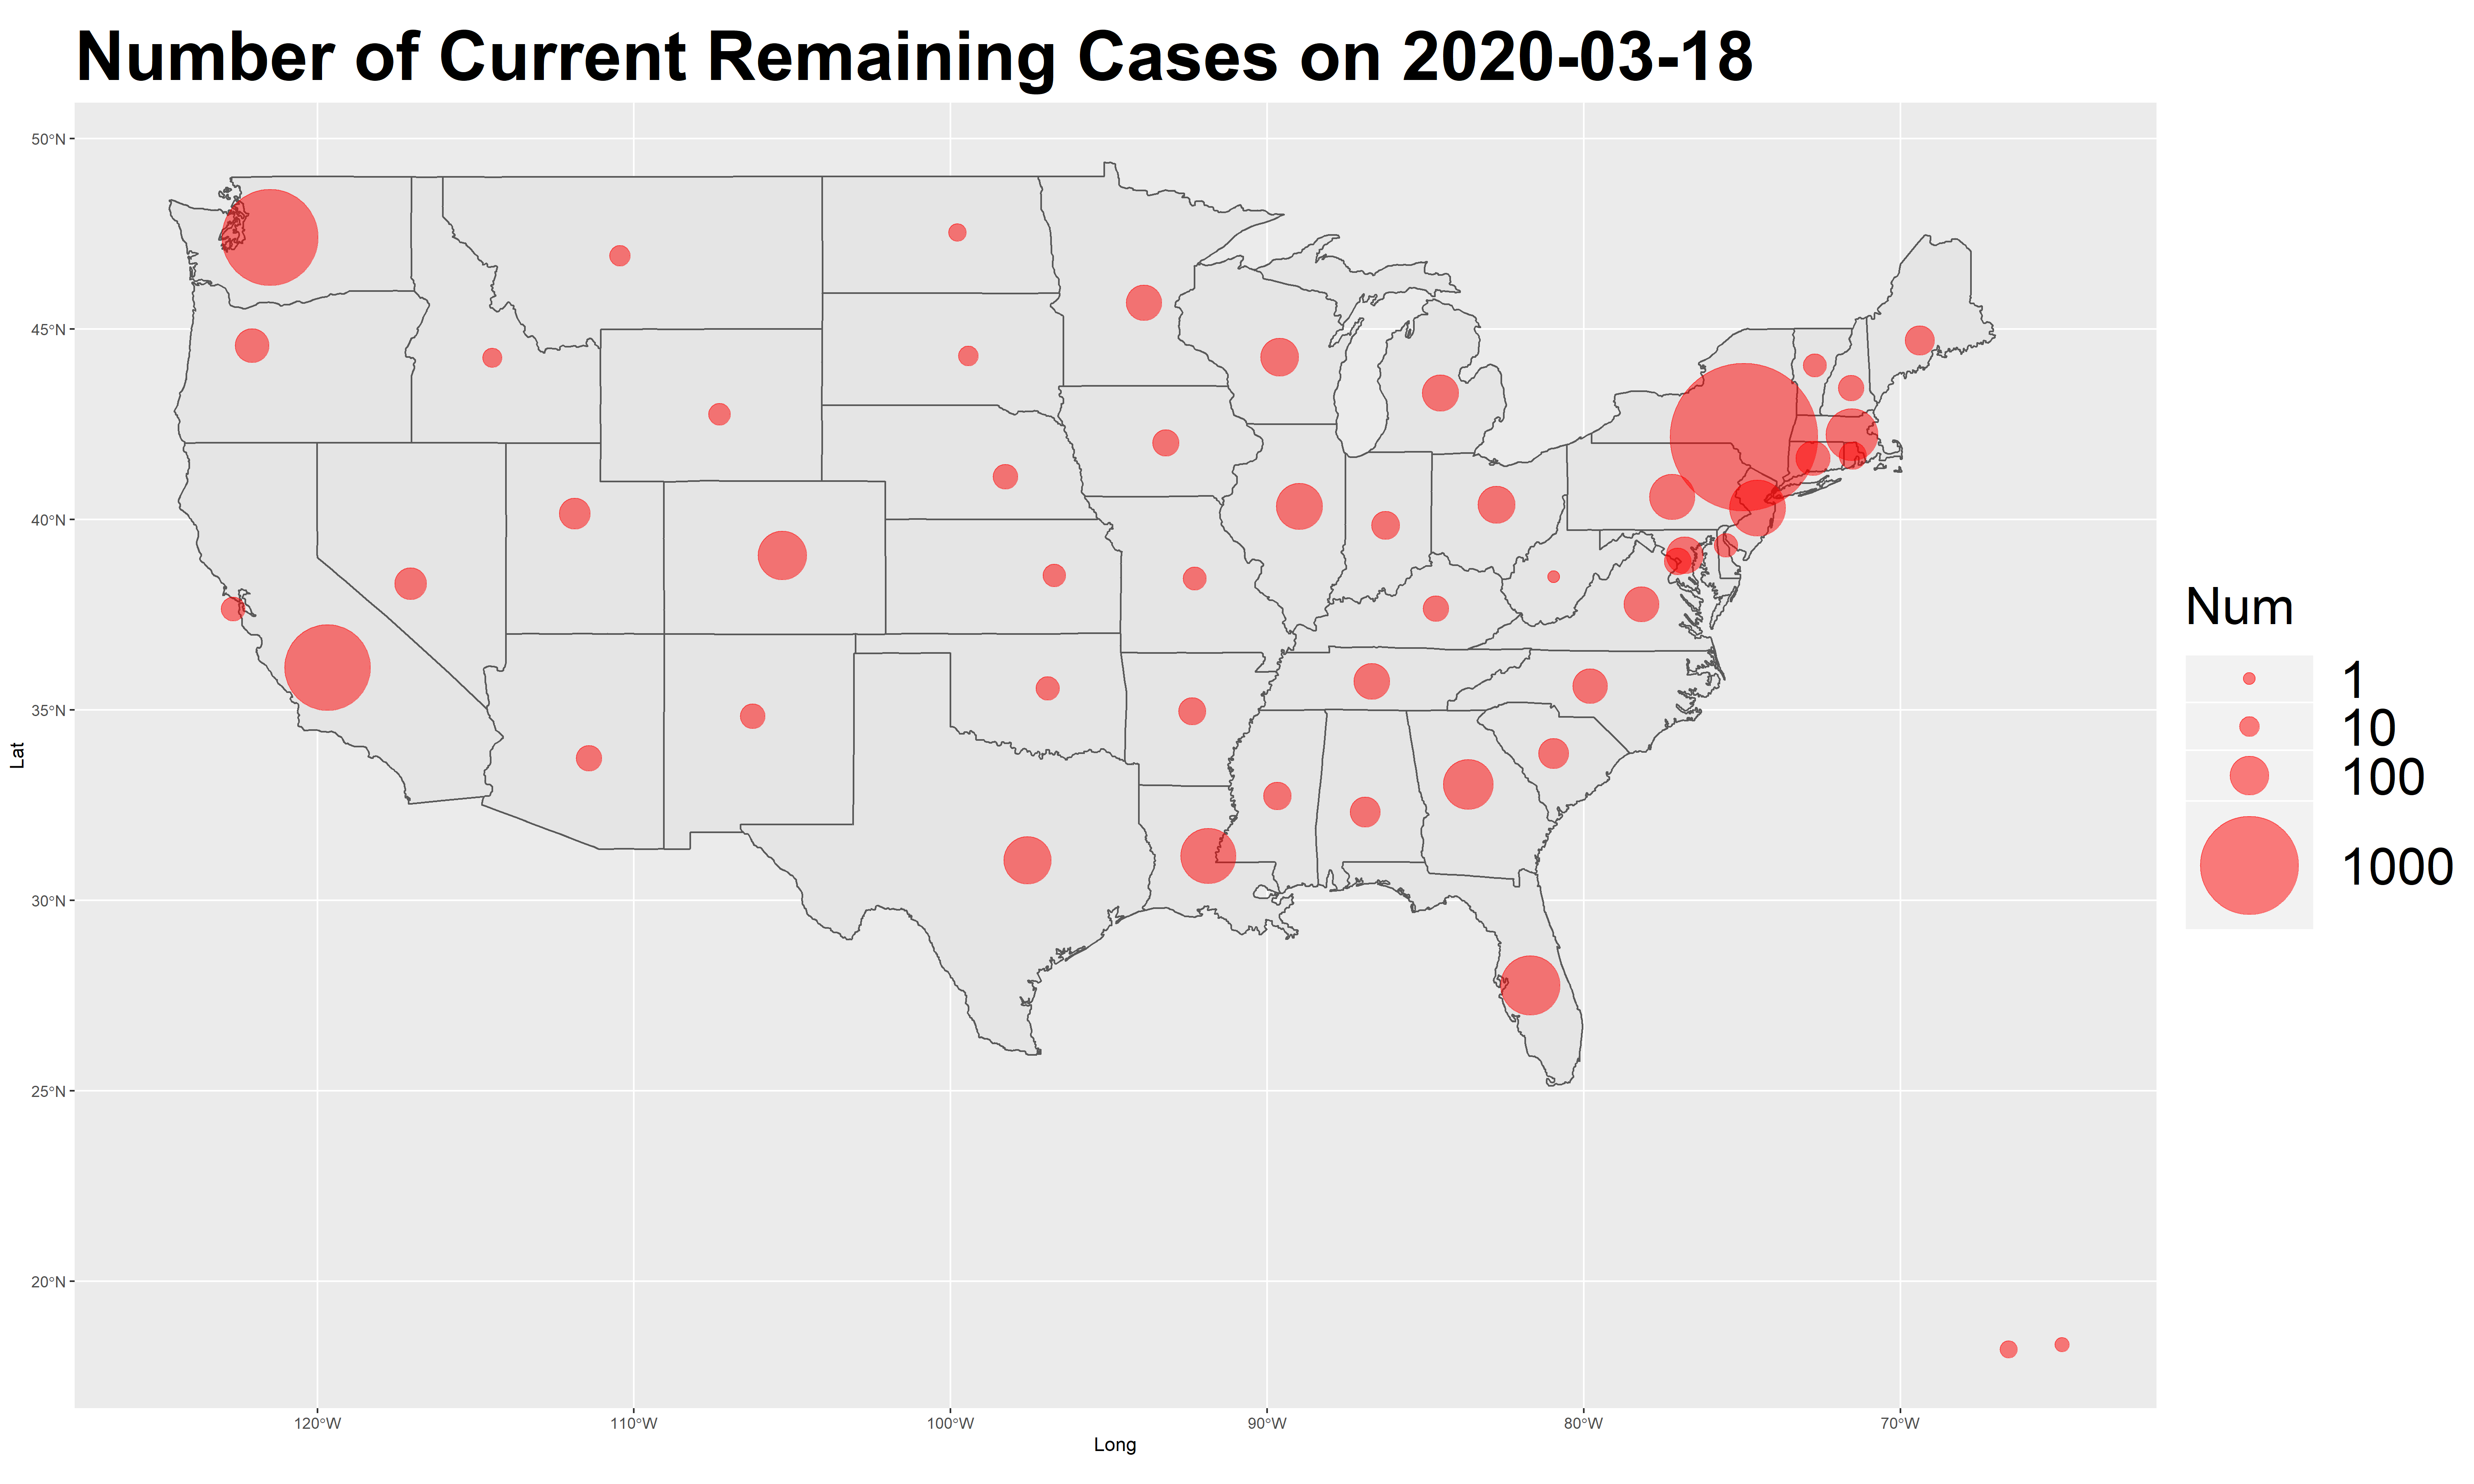 Number of Current Remaining Cases on 2020-03-18
50°N
45°N
40°N
35°N
30°N
25°N
20°N
Lat
120°W
110°W
100°W
90°W
80°W
70°W
Long
Num
1
10
100
1000